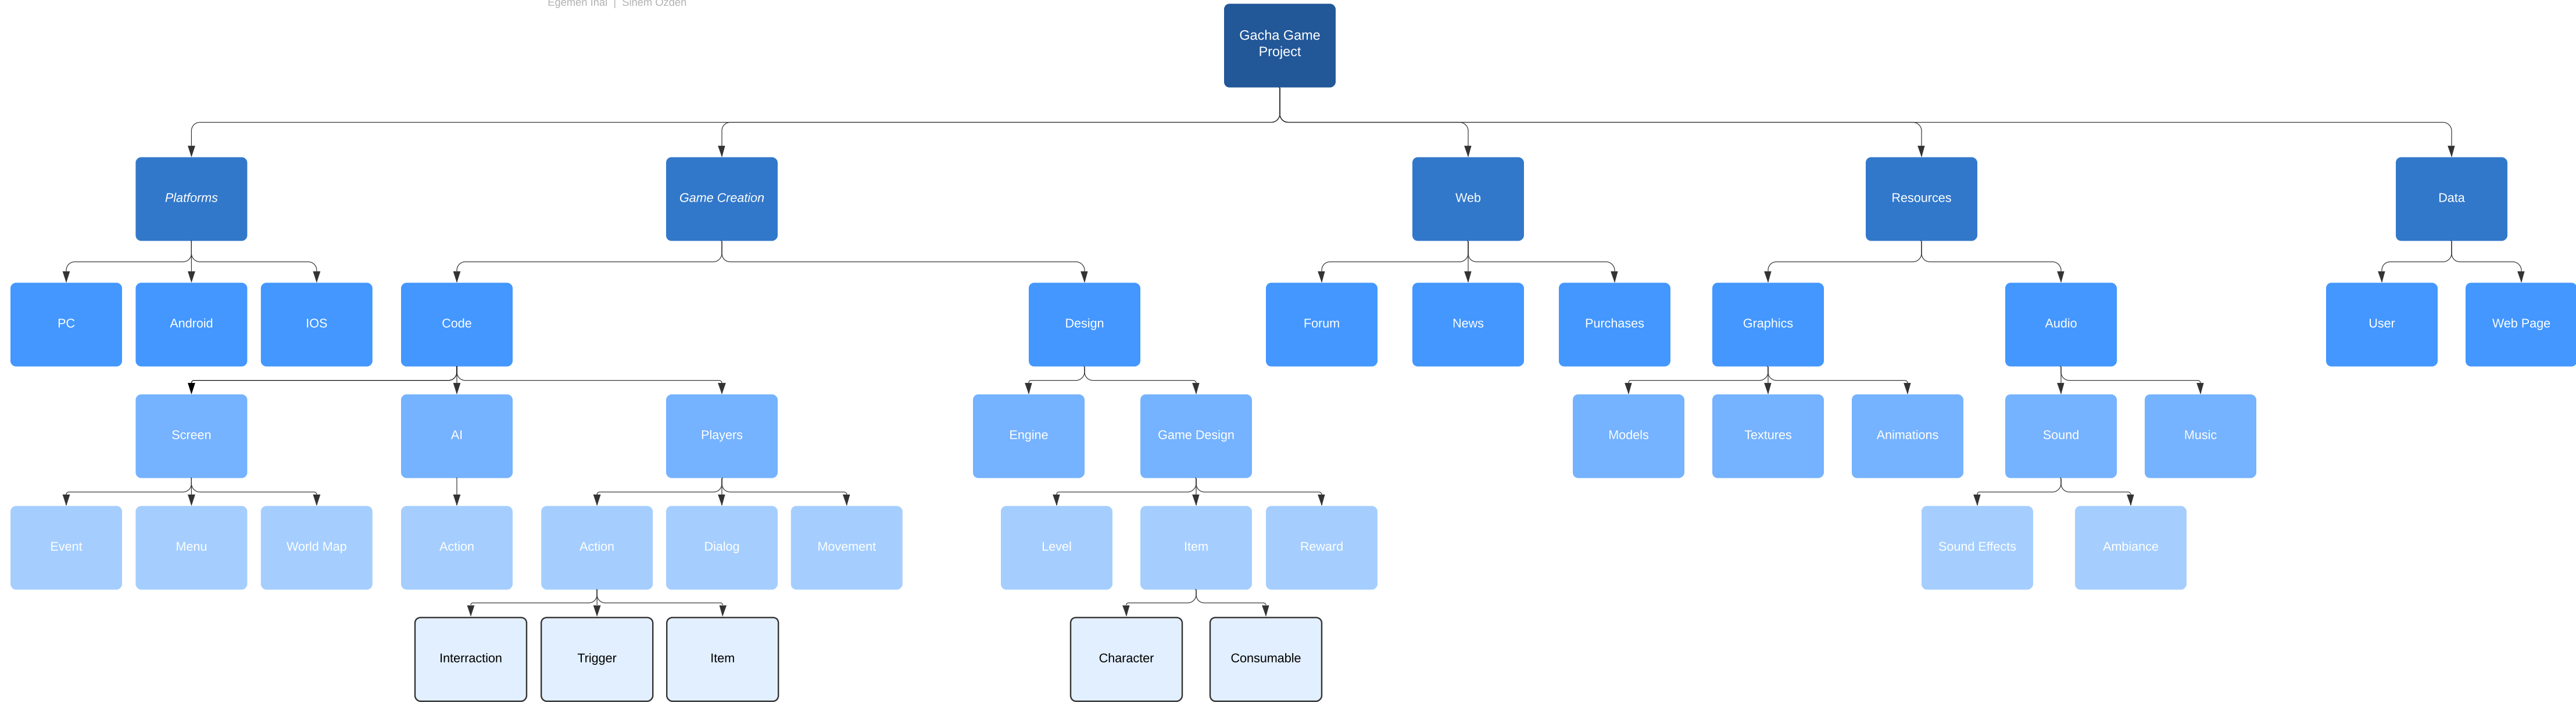 Egemen İnal | Sinem Özden
Gacha Game
Project
Platforms
Game Creation
Web
Resources
Data
PC
Android
IOS
Code
Design
Forum
News
Purchases
Graphics
Audio
User
Web Page
Screen
AI
Players
Engine
Game Design
Models
Textures
Animations
Sound
Music
Event
Menu
World Map
Action
Action
Dialog
Movement
Level
Item
Reward
Sound Effects
Ambiance
Interraction
Trigger
Item
Character
Consumable